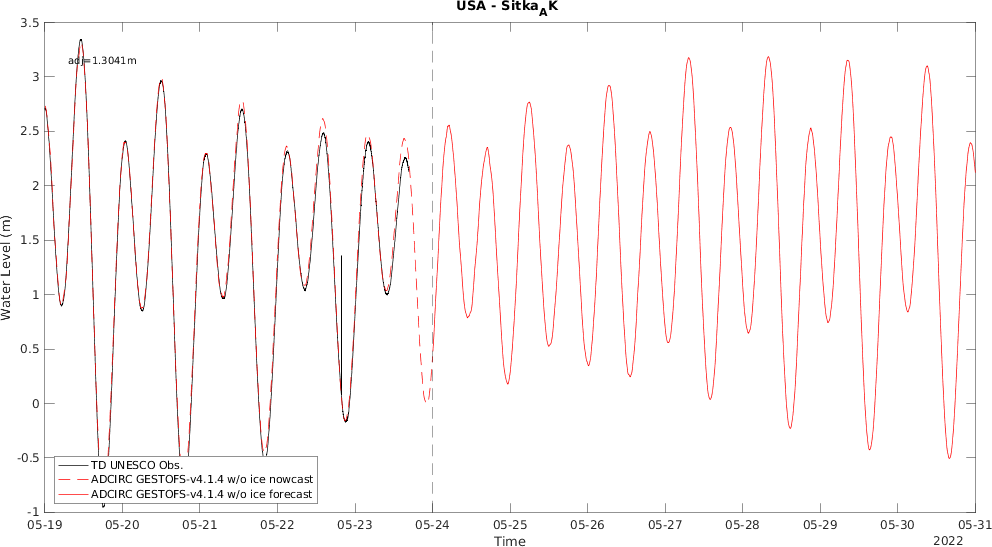 USA - Sitka_AK
adj=1.3041m
Water Level (m)
3.5
3
2.5
2
1.5
1
0.5
0
-0.5
-1
TD UNESCO Obs.
ADCIRC GESTOFS-v4.1.4 w/o ice nowcast
ADCIRC GESTOFS-v4.1.4 w/o ice forecast
05-19 05-20 05-21 05-22 05-23 05-24 05-25 05-26 05-27 05-28 05-29 05-30 05-31
Time
2022